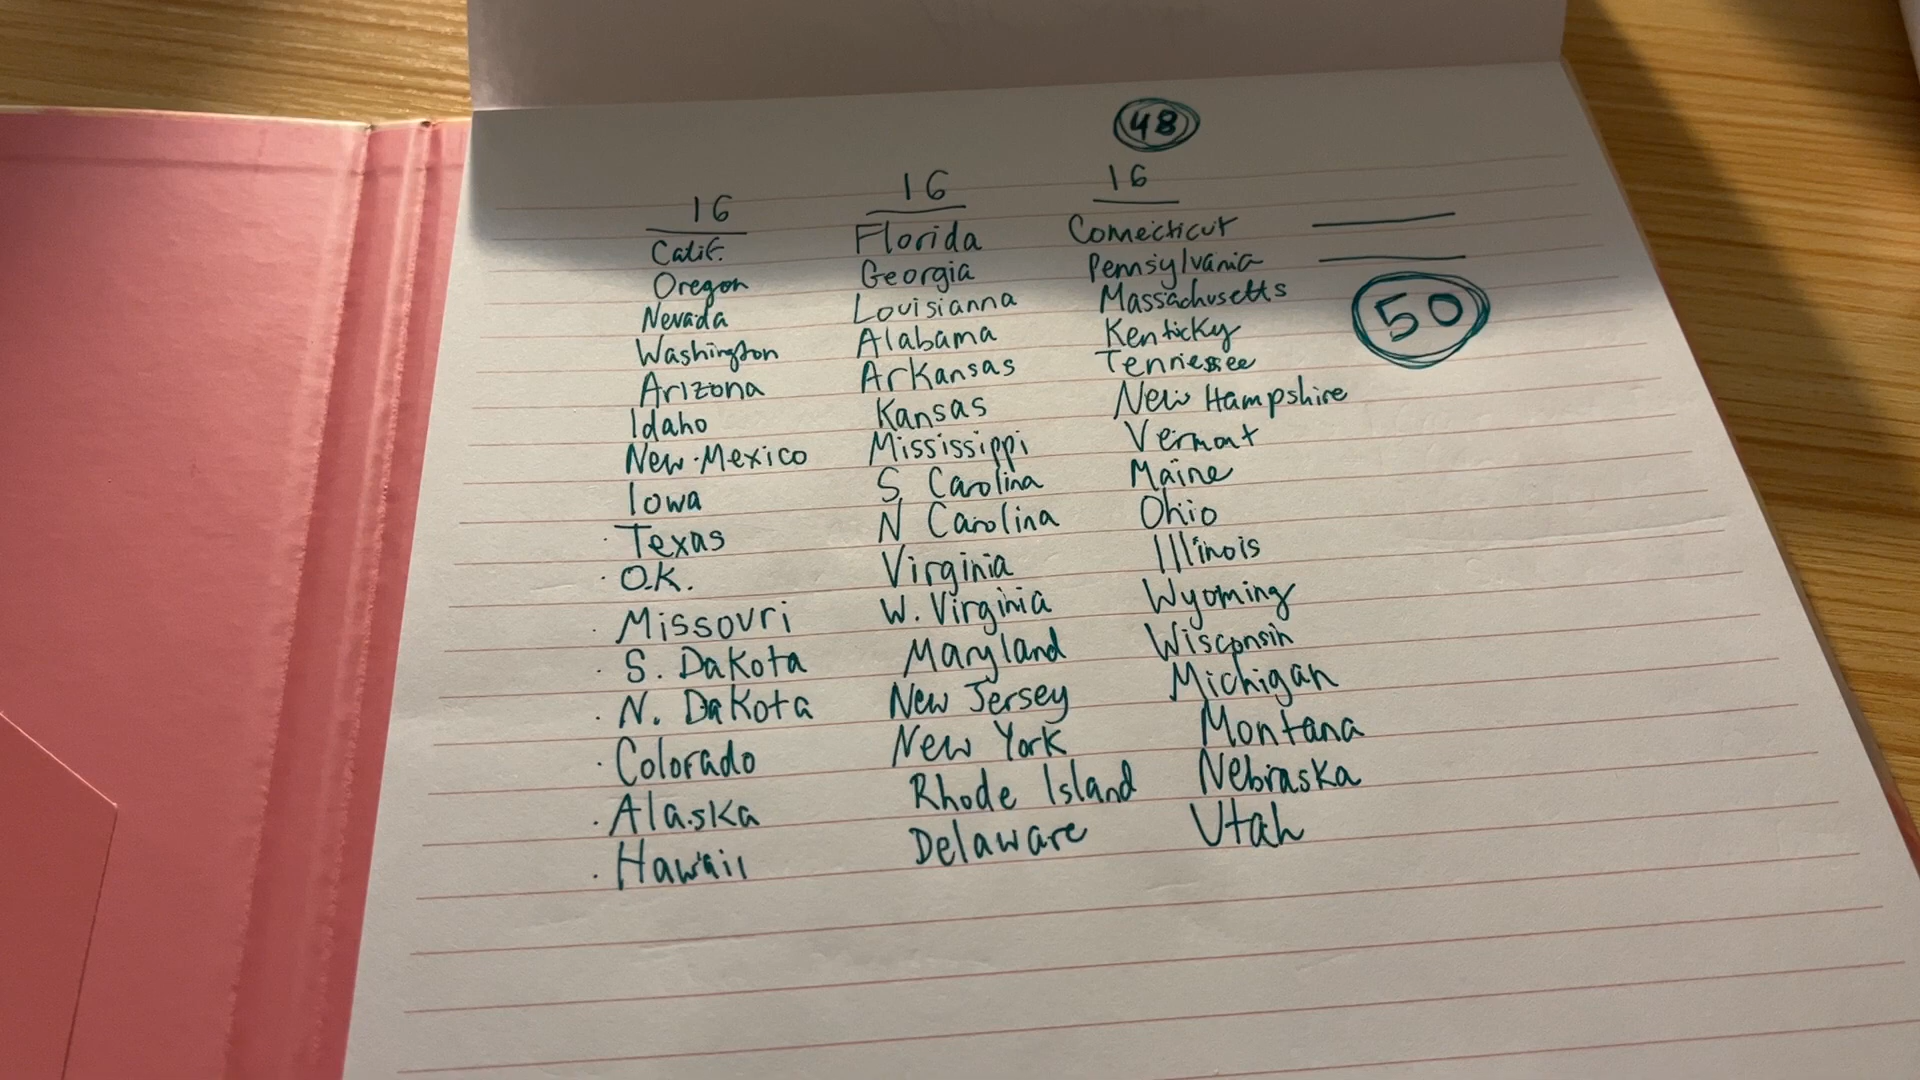 48
16
Calif.
Oregon
Nevada
Washington
Arizona
Idaho
New Mexico
Iowa
Texas
O.K.
Missouri
S. Dakota
N. Dakota
Colorado
Alaska
Hawaii
16
Florida
Georgia
Louisianna
Alabama
Arkansas
Kansas
Mississippi
S Carolina
N Carolina
Virginia
W. Virginia
Maryland
New Jersey
New York
Rhode Island
Delaware
16
Connecticut
Pennsylvania
Massachusetts
Kenticky
Tennessee
New Hampshire
Vermont
Maine
Ohio
Illinois
Wyoming
Wisconsin
Michigan
Montana
Nebraska
Utah
50